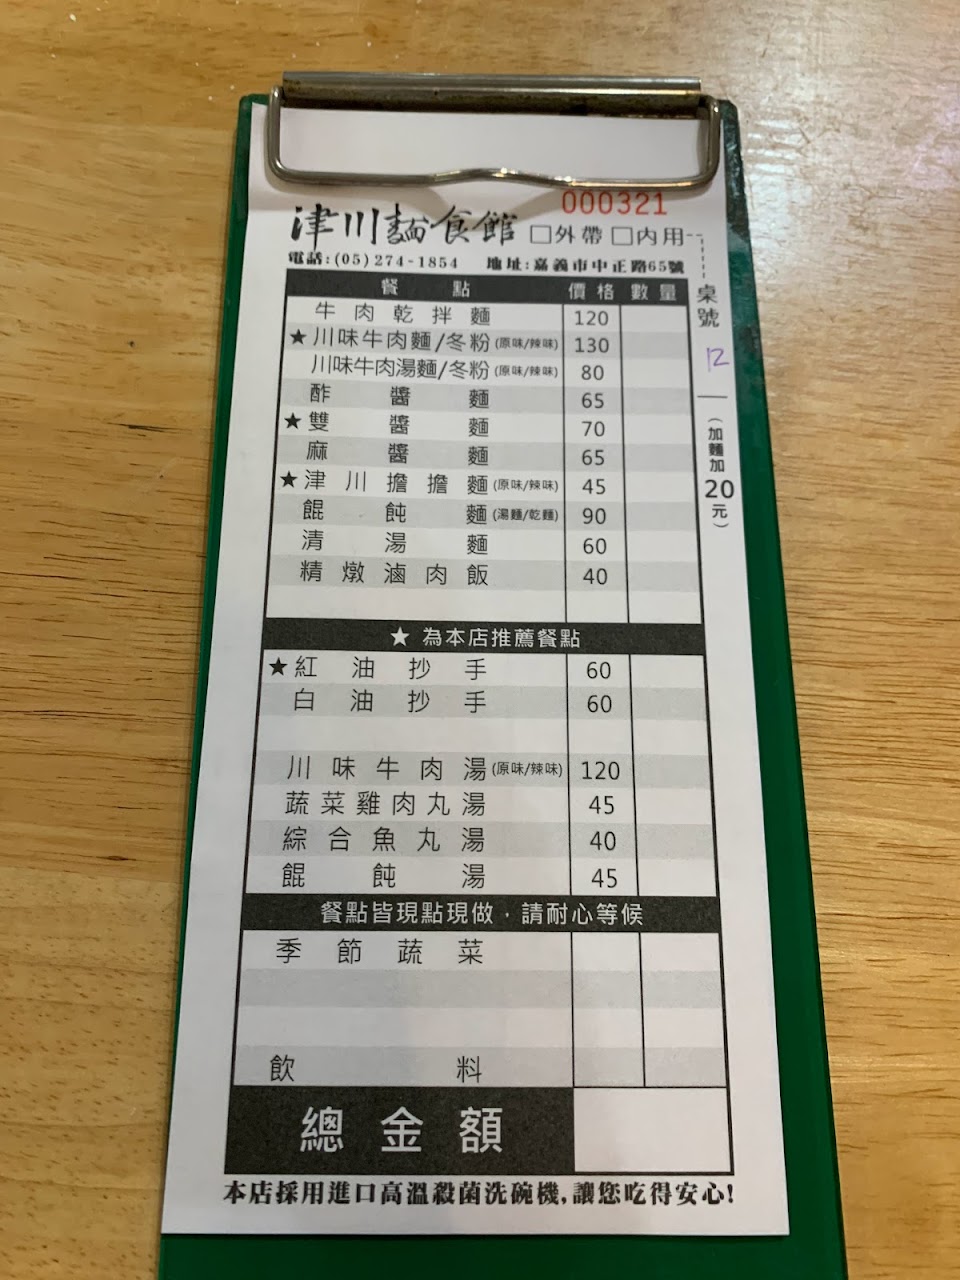 000321
津川麵食館 □外帶 □內用
電話:(05)274-1854 地址:嘉義市中正路65號
餐點 價格 數量
牛肉乾拌麵 120
★川味牛肉麵/冬粉(原味/辣味) 130
川味牛肉湯麵/冬粉(原味/辣味) 80
酢醬麵 65
★雙醬麵 70
麻醬麵 65
★津川擔擔麵(原味/辣味) 45
餛飩麵(湯麵/乾麵) 90
清湯麵 60
精燉滷肉飯 40
★ 為本店推薦餐點
★紅油抄手 60
白油抄手 60
川味牛肉湯(原味/辣味) 120
蔬菜雞肉丸湯 45
綜合魚丸湯 40
餛飩湯 45
餐點皆現點現做・請耐心等候
季節蔬菜
飲料
總金額
本店採用進口高溫殺菌洗碗機,讓您吃得安心!
桌號
12
(加麵加20元)